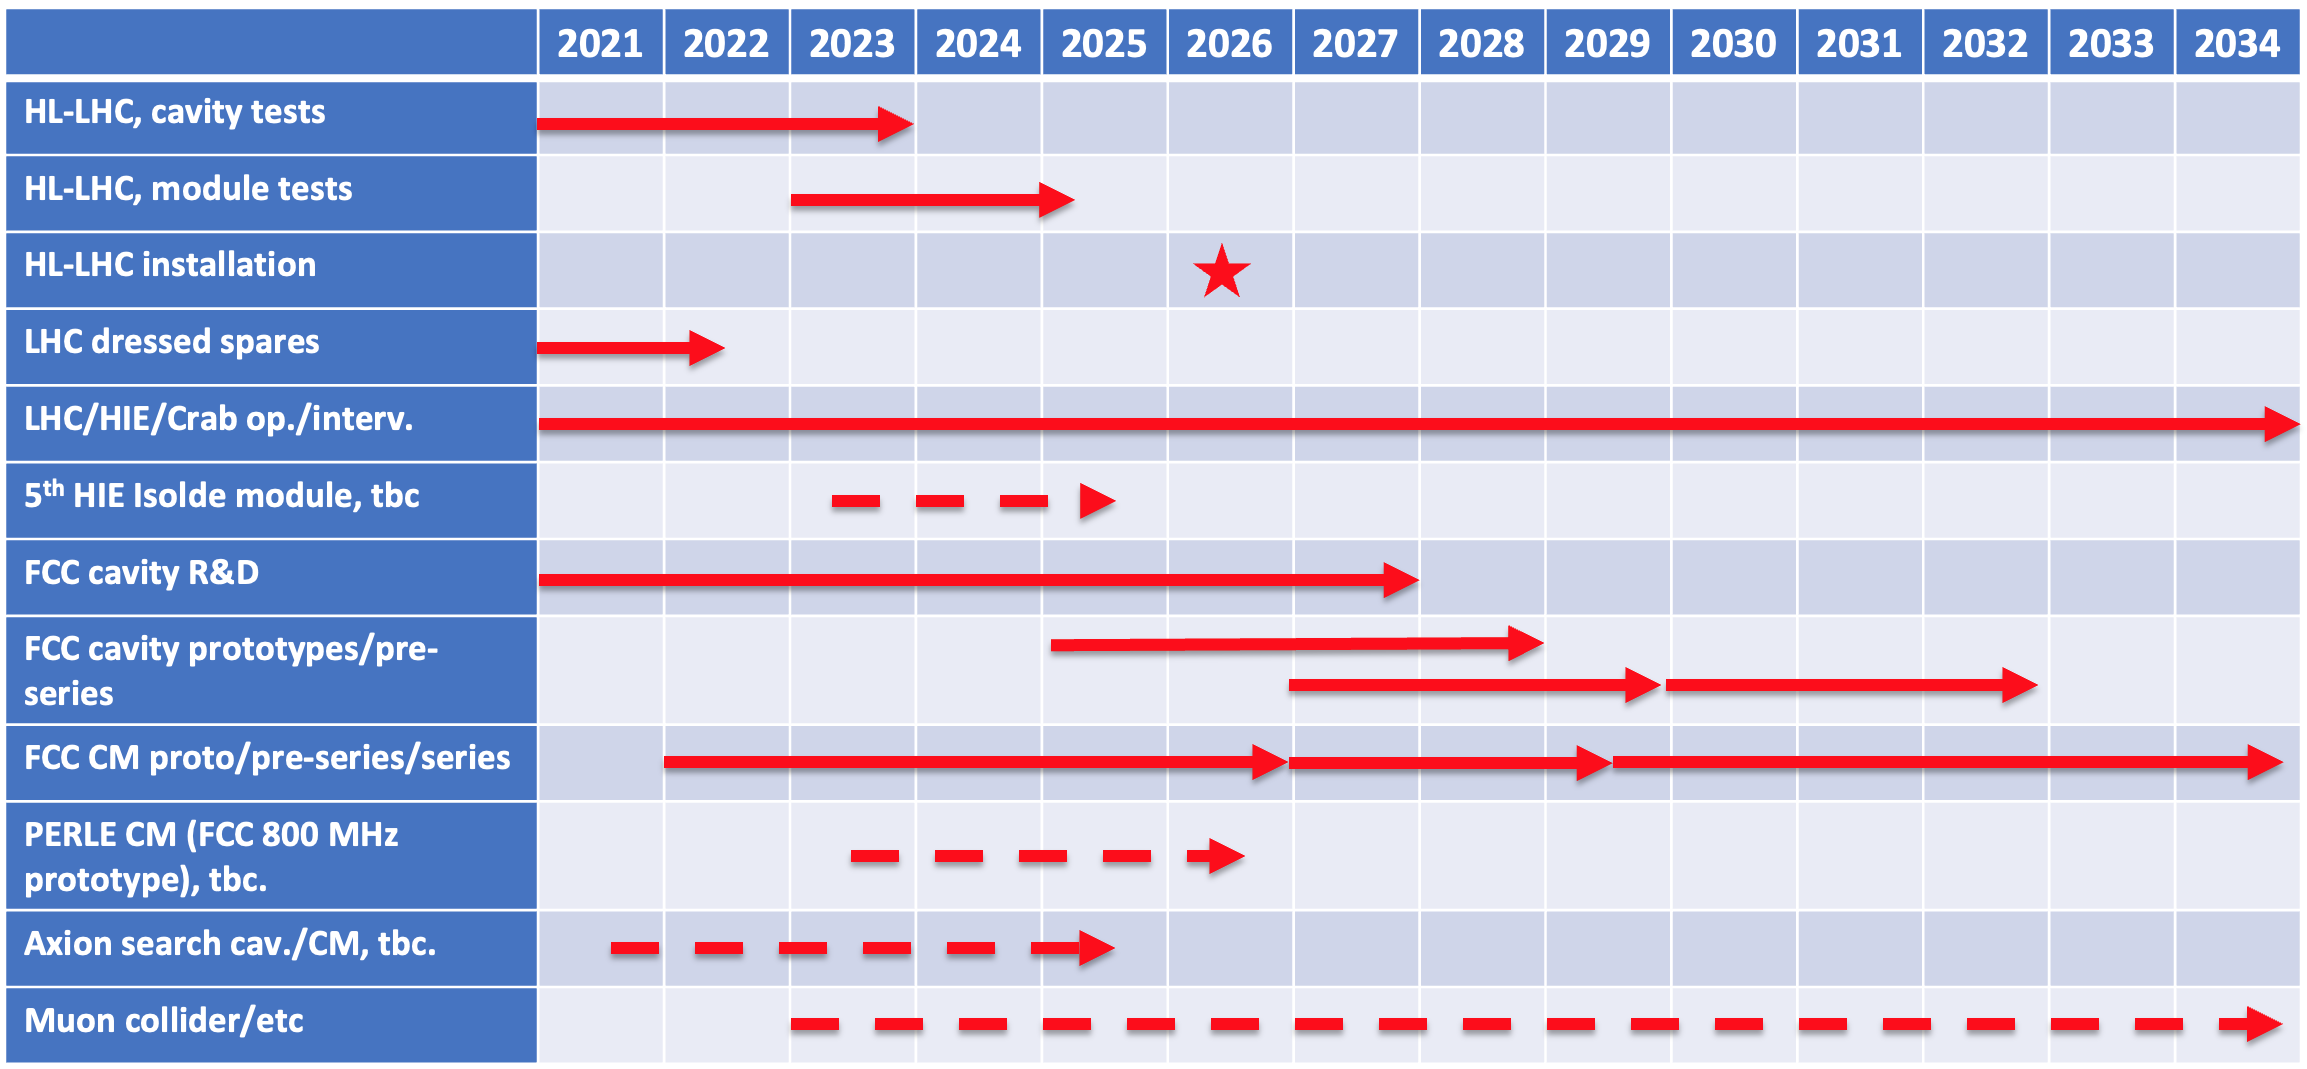 2021 2022 2023 2024 2025 2026 2027 2028 2029 2030 2031 2032 2033 2034
HL-LHC, cavity tests
HL-LHC, module tests
HL-LHC installation
LHC dressed spares
LHC/HIE/Crab op./interv.
5th HIE Isolde module, tbc
FCC cavity R&D
FCC cavity prototypes/pre-
series
FCC CM proto/pre-series/series
PERLE CM (FCC 800 MHz
prototype), tbc.
Axion search cav./CM, tbc.
Muon collider/etc